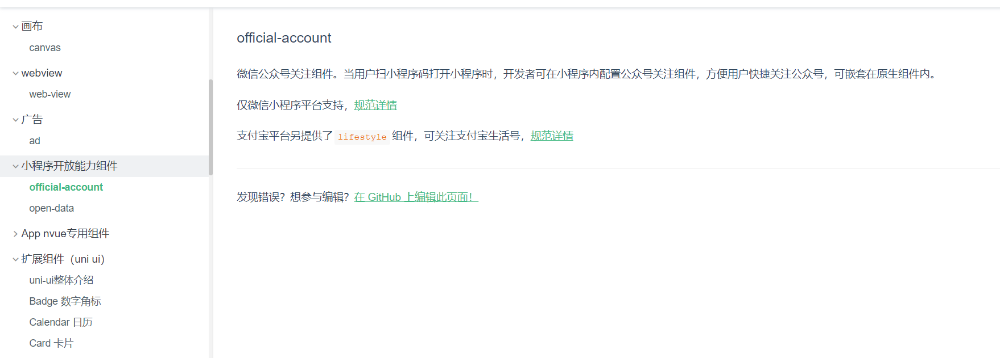 画布
canvas
webview
web-view
广告
ad
小程序开放能力组件
official-account
open-data
App nvue专用组件
扩展组件（uni ui）
uni-ui整体介绍
Badge 数字角标
Calendar 日历
Card 卡片
official-account
微信公众号关注组件。当用户扫小程序码打开小程序时，开发者可在小程序内配置公众号关注组件，方便用户快捷关注公众号，可嵌套在原生组件内。
仅微信小程序平台支持，规范详情
支付宝平台另提供了 lifestyle 组件，可关注支付宝生活号，规范详情
发现错误？想参与编辑？在 GitHub 上编辑此页面！